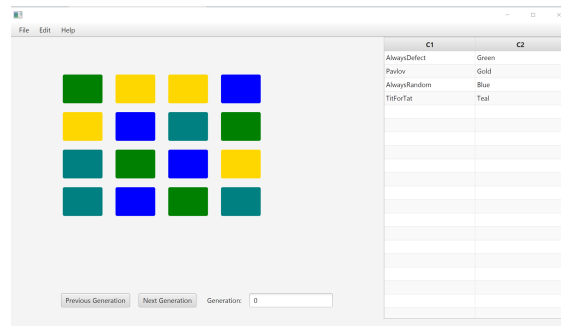 File Edit Help
C1 C2
AlwaysDefect Green
Pavlov Gold
AlwaysRandom Blue
TitForTat Teal
Previous Generation Next Generation Generation: 0